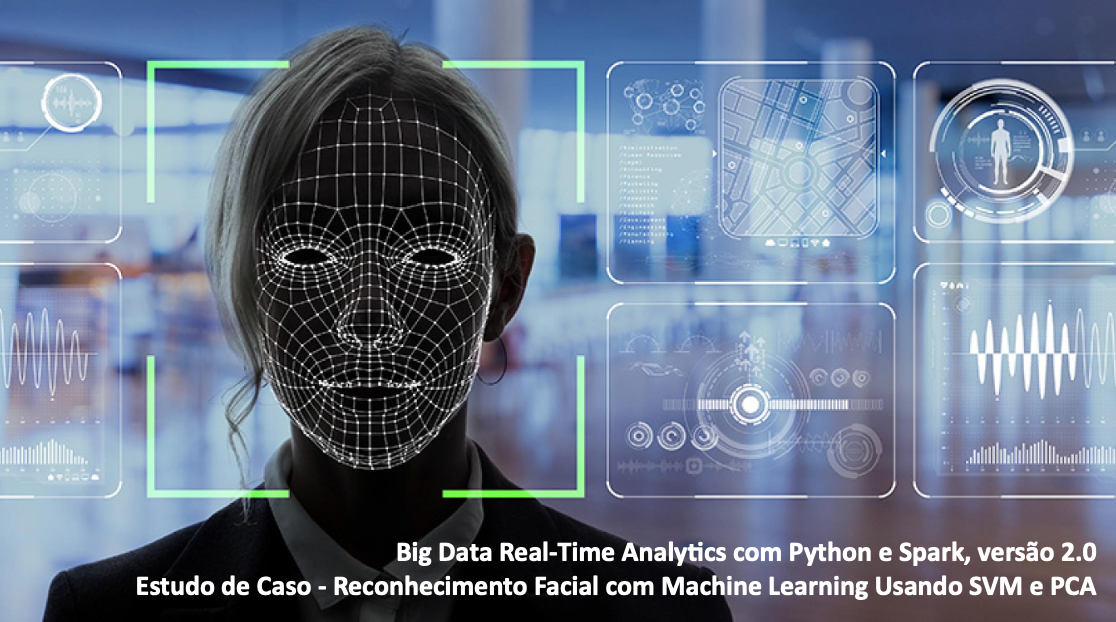 Big Data Real-Time Analytics com Python e Spark, versão 2.0
Estudo de Caso - Reconhecimento Facial com Machine Learning Usando SVM e PCA